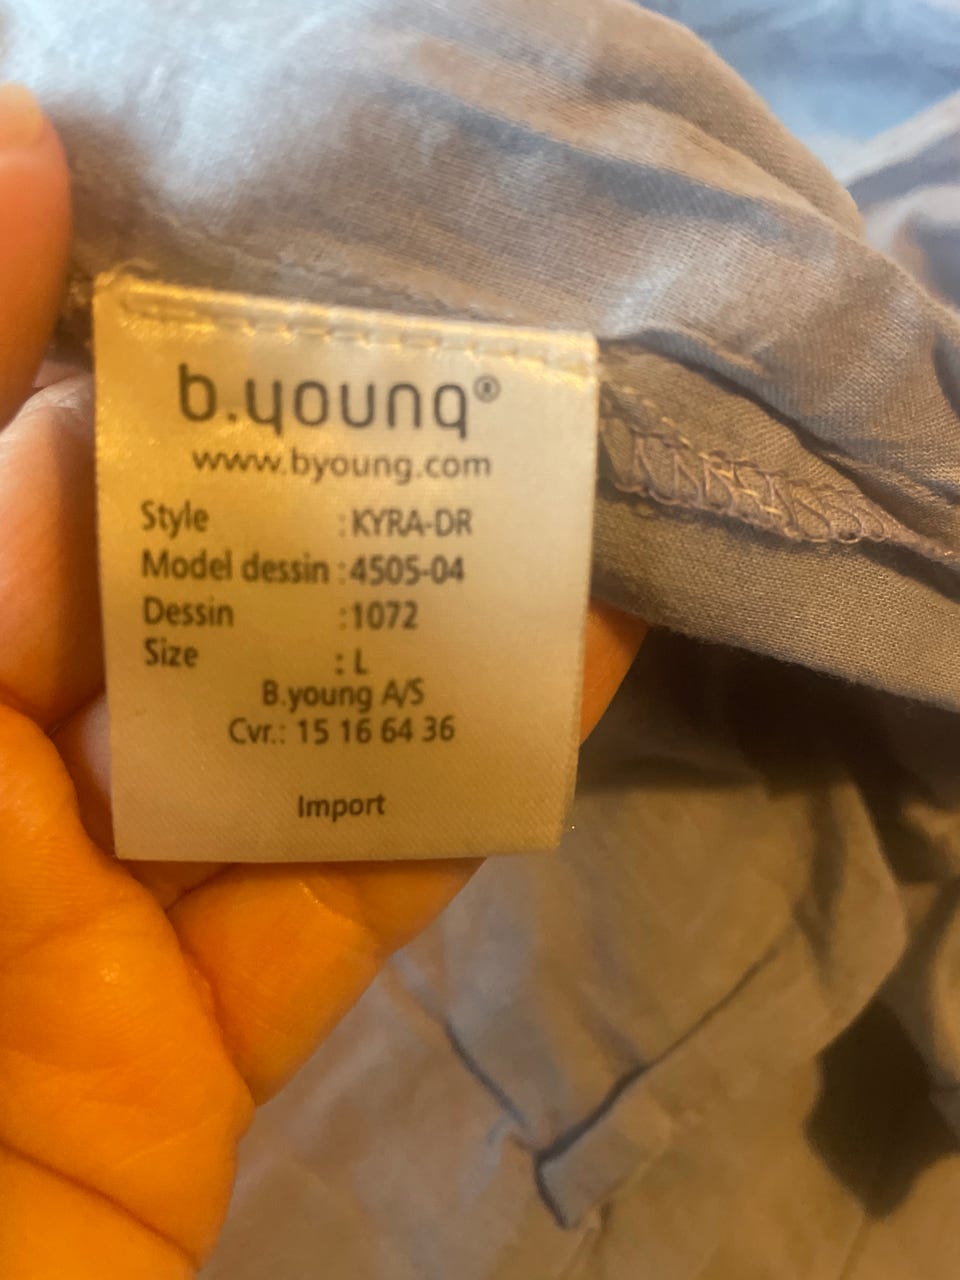 b.young®
www.byoung.com
Style : KYRA-DR
Model dessin : 4505-04
Dessin : 1072
Size : L
B.young A/S
Cvr.: 15 16 64 36
Import